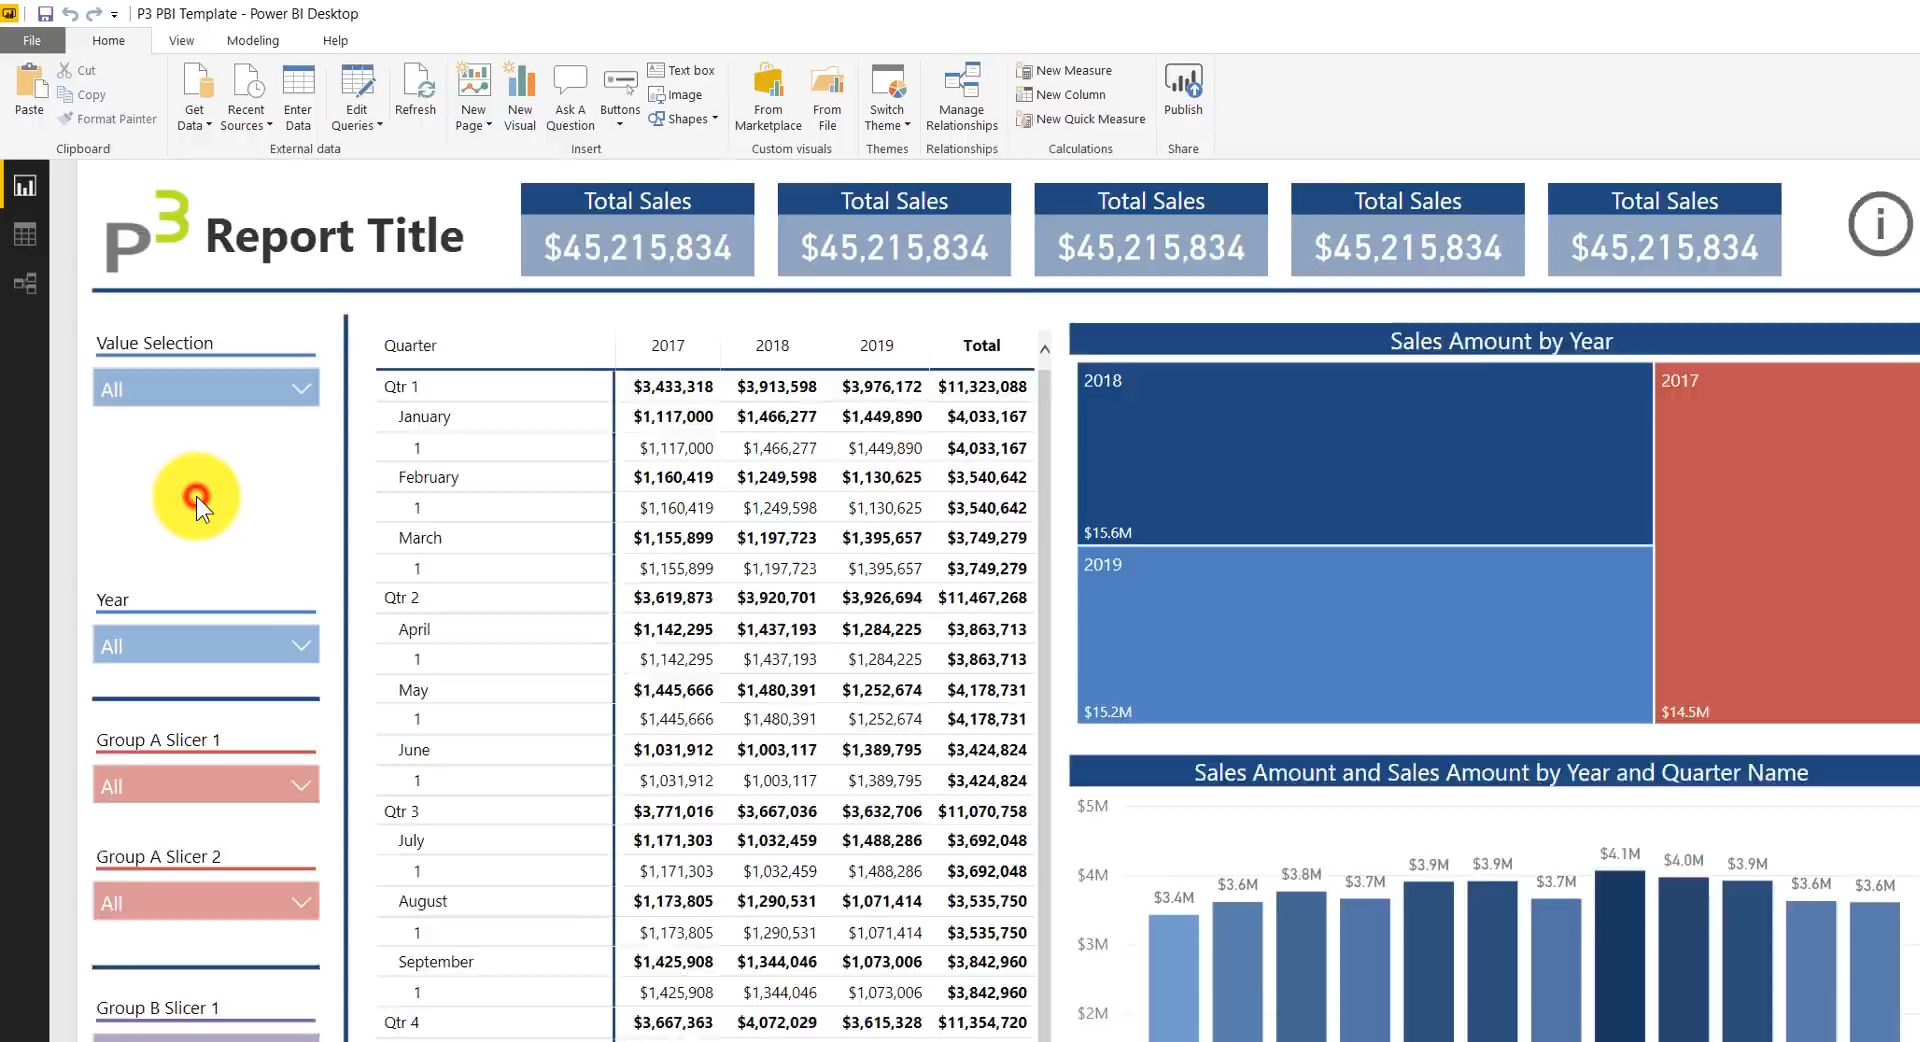 P3 PBI Template - Power BI Desktop
File Home View Modeling Help
Paste
Cut
Copy
Format Painter
Clipboard
Get Data
Recent Sources
Enter Data
Edit Queries
Refresh
External data
New Page
New Visual
Ask A Question
Buttons
Text box
Image
Shapes
Insert
From Marketplace
From File
Custom visuals
Switch Theme
Themes
Manage Relationships
Relationships
New Measure
New Column
New Quick Measure
Calculations
Publish
Share
p3 Report Title
Total Sales
$45,215,834
Total Sales
$45,215,834
Total Sales
$45,215,834
Total Sales
$45,215,834
Total Sales
$45,215,834
i
Value Selection
All
Year
All
Group A Slicer 1
All
Group A Slicer 2
All
Group B Slicer 1
Quarter 2017 2018 2019 Total
Qtr 1 $3,433,318 $3,913,598 $3,976,172 $11,323,088
January $1,117,000 $1,466,277 $1,449,890 $4,033,167
1 $1,117,000 $1,466,277 $1,449,890 $4,033,167
February $1,160,419 $1,249,598 $1,130,625 $3,540,642
1 $1,160,419 $1,249,598 $1,130,625 $3,540,642
March $1,155,899 $1,197,723 $1,395,657 $3,749,279
1 $1,155,899 $1,197,723 $1,395,657 $3,749,279
Qtr 2 $3,619,873 $3,920,701 $3,926,694 $11,467,268
April $1,142,295 $1,437,193 $1,284,225 $3,863,713
1 $1,142,295 $1,437,193 $1,284,225 $3,863,713
May $1,445,666 $1,480,391 $1,252,674 $4,178,731
1 $1,445,666 $1,480,391 $1,252,674 $4,178,731
June $1,031,912 $1,003,117 $1,389,795 $3,424,824
1 $1,031,912 $1,003,117 $1,389,795 $3,424,824
Qtr 3 $3,771,016 $3,667,036 $3,632,706 $11,070,758
July $1,171,303 $1,032,459 $1,488,286 $3,692,048
1 $1,171,303 $1,032,459 $1,488,286 $3,692,048
August $1,173,805 $1,290,531 $1,071,414 $3,535,750
1 $1,173,805 $1,290,531 $1,071,414 $3,535,750
September $1,425,908 $1,344,046 $1,073,006 $3,842,960
1 $1,425,908 $1,344,046 $1,073,006 $3,842,960
Qtr 4 $3,667,363 $4,072,029 $3,615,328 $11,354,720
Sales Amount by Year
2018
$15.6M
2019
$15.2M
2017
$14.5M
Sales Amount and Sales Amount by Year and Quarter Name
$5M
$4M
$3M
$2M
$3.4M $3.6M $3.8M $3.7M $3.9M $3.9M $3.7M $4.1M $4.0M $3.9M $3.6M $3.6M